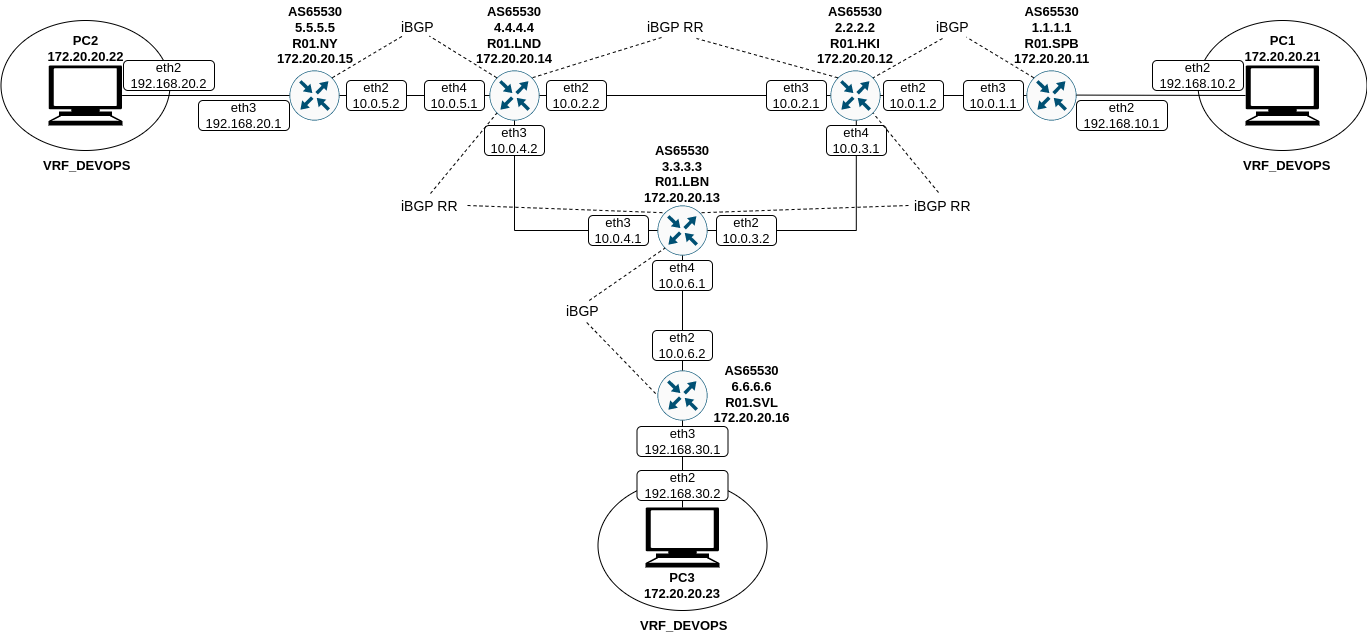 AS65530
5.5.5.5
R01.NY
172.20.20.15
iBGP
AS65530
4.4.4.4
R01.LND
172.20.20.14
iBGP RR
AS65530
2.2.2.2
R01.HKI
172.20.20.12
iBGP
AS65530
1.1.1.1
R01.SPB
172.20.20.11
PC2
172.20.20.22
eth2
192.168.20.2
eth3
192.168.20.1
eth2
10.0.5.2
eth4
10.0.5.1
eth2
10.0.2.2
eth3
10.0.2.1
eth2
10.0.1.2
eth3
10.0.1.1
eth2
192.168.10.1
eth2
192.168.10.2
PC1
172.20.20.21
VRF_DEVOPS
eth3
10.0.4.2
eth4
10.0.3.1
VRF_DEVOPS
AS65530
3.3.3.3
R01.LBN
172.20.20.13
iBGP RR
iBGP RR
eth3
10.0.4.1
eth2
10.0.3.2
eth4
10.0.6.1
iBGP
eth2
10.0.6.2
AS65530
6.6.6.6
R01.SVL
172.20.20.16
eth3
192.168.30.1
eth2
192.168.30.2
PC3
172.20.20.23
VRF_DEVOPS